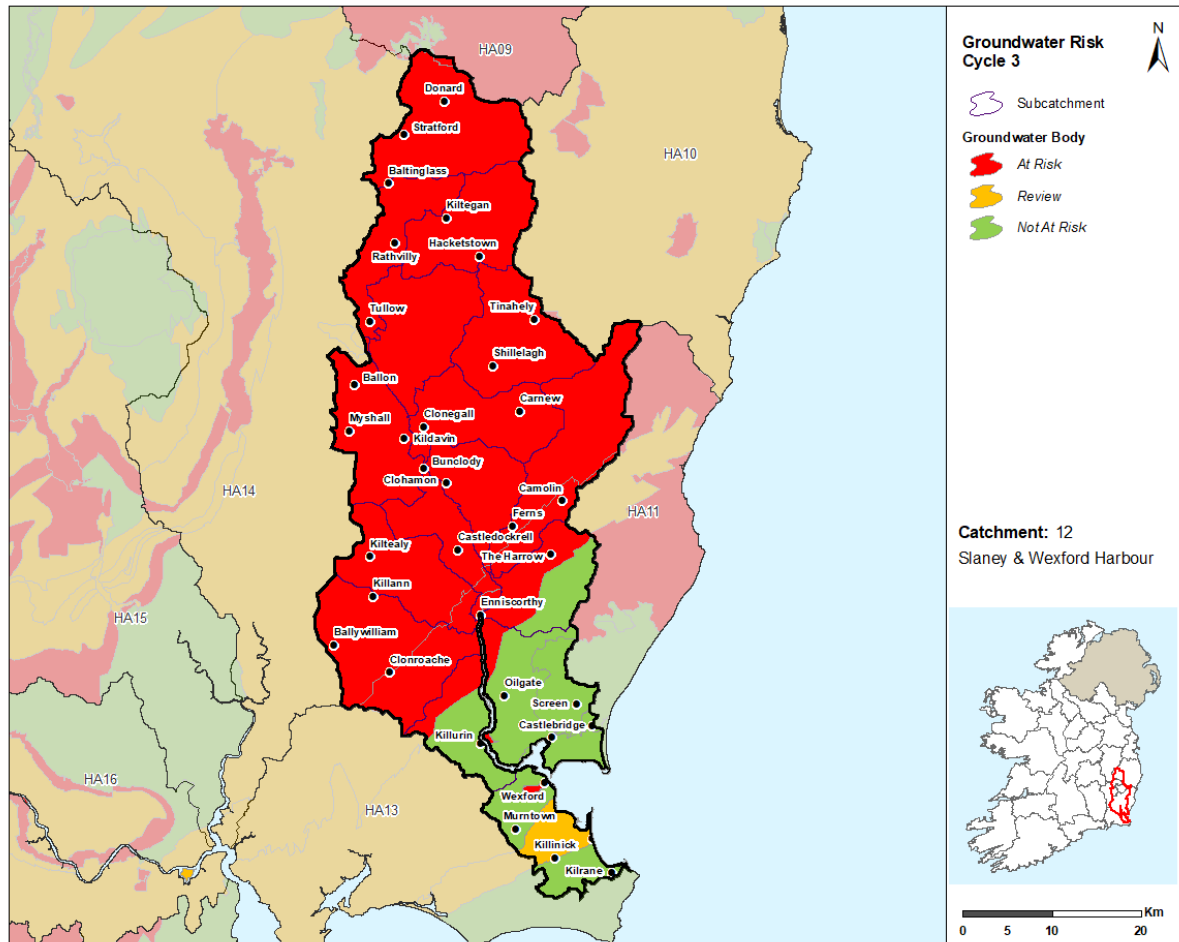 HA09
Donard
Stratford
HA10
Baltinglass
Kiltegan
Hacketstown
Rathvilly
Tinahely
Tullow
Shillelagh
Ballon
Carnew
Clonegall
Myshall
Kildavin
Bunclody
Clohamon
HA14
Camolin
HA11
Ferns
Castledockrell
Kiltealy
The Harrow
Killann
Enniscorthy
HA15
Ballywilliam
Clonroache
Oilgate
Screen
Castlebridge
Killurin
HA16
HA13
Wexford
Murntown
Killinick
Kilrane
Groundwater Risk
Cycle 3
N
Subcatchment
Groundwater Body
At Risk
Review
Not At Risk
Catchment: 12
Slaney & Wexford Harbour
Km
0 10 20